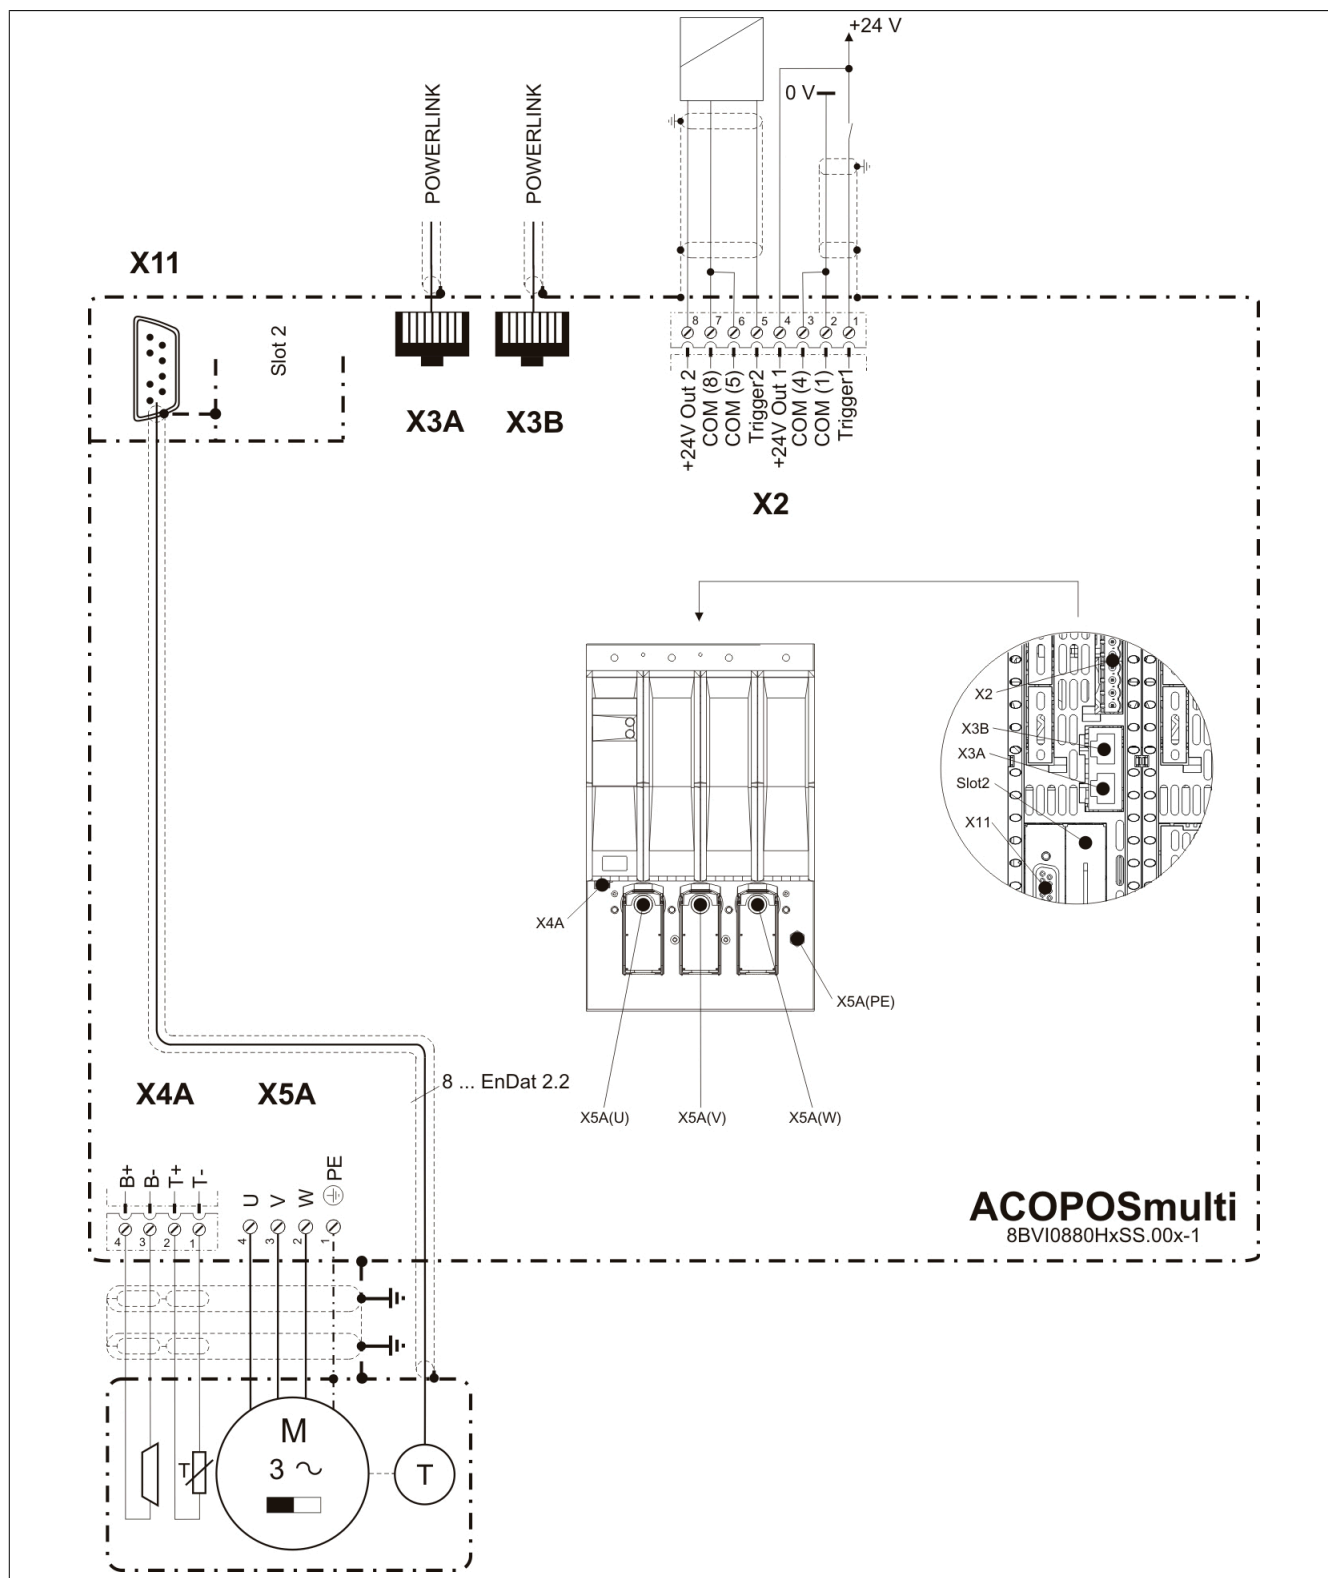 +24 V
0 V
POWERLINK
POWERLINK
X11
Slot 2
8 7 6 5 4 3 2 1
X3A
X3B
+24V Out 2
COM (8)
COM (5)
Trigger2
+24V Out 1
COM (4)
COM (1)
Trigger1
X2
X2
X3B
X3A
Slot2
X11
X4A
X5A(PE)
X5A(U)
X5A(V)
X5A(W)
8 ... EnDat 2.2
X4A
X5A
B+
B-
T+
T-
U
V
W
PE
4 3 2 1
4 3 2 1
ACOPOSmulti
8BVI0880HxSS.00x-1
M
3 ~
T
T